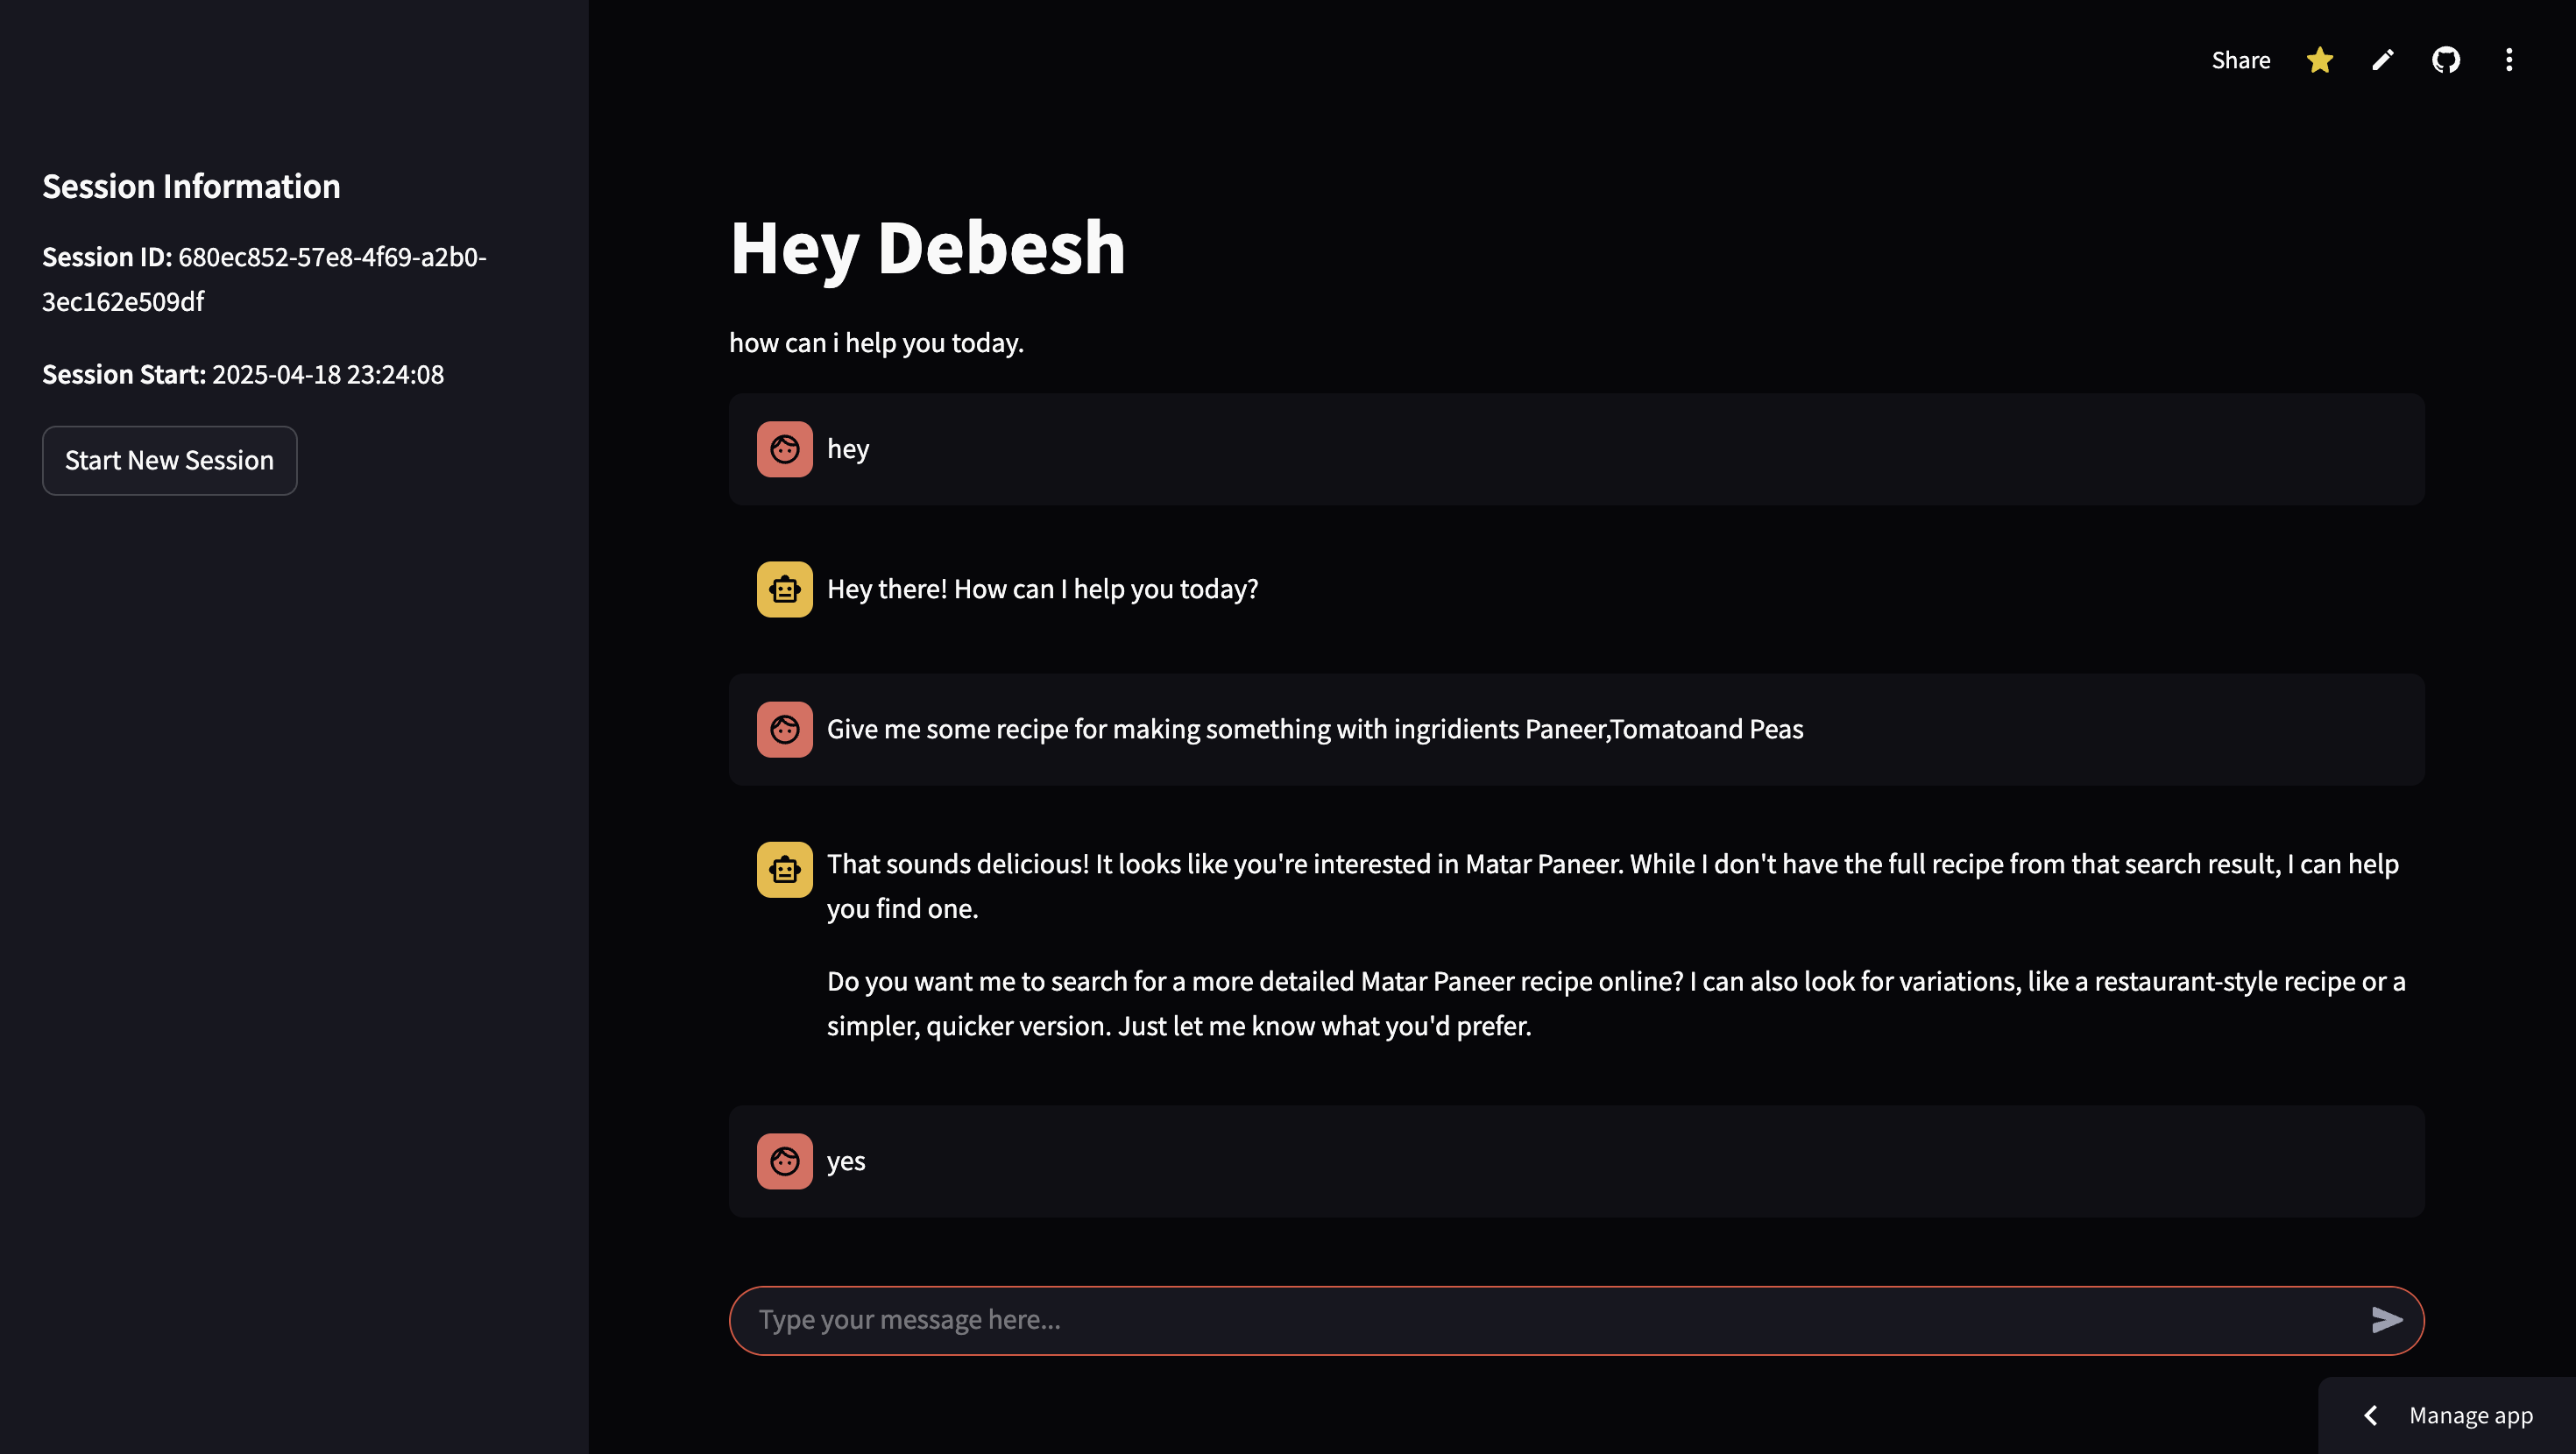 Share
Session Information
Session ID: 680ec852-57e8-4f69-a2b0-
3ec162e509df
Session Start: 2025-04-18 23:24:08
Start New Session
Hey Debesh
how can i help you today.
hey
Hey there! How can I help you today?
Give me some recipe for making something with ingridients Paneer,Tomatoand Peas
That sounds delicious! It looks like you're interested in Matar Paneer. While I don't have the full recipe from that search result, I can help
you find one.
Do you want me to search for a more detailed Matar Paneer recipe online? I can also look for variations, like a restaurant-style recipe or a
simpler, quicker version. Just let me know what you'd prefer.
yes
Type your message here...
Manage app